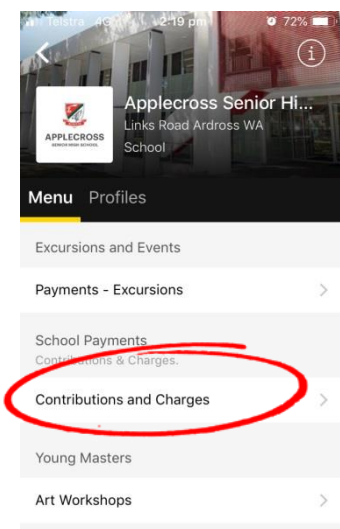 Telstra 4G 2:19 pm 72%
i
APPLECROSS
SENIOR HIGH SCHOOL
Applecross Senior Hi...
Links Road Ardross WA
School
Menu Profiles
Excursions and Events
Payments - Excursions
School Payments
Contributions & Charges.
Contributions and Charges
Young Masters
Art Workshops